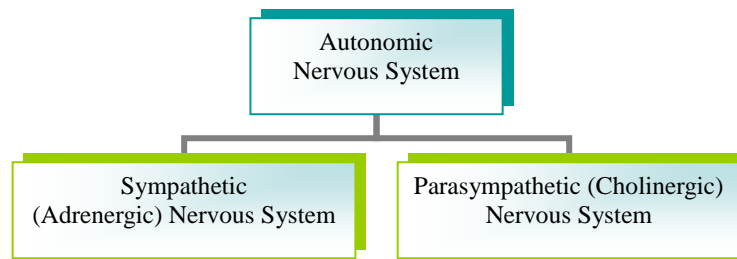 Autonomic
Nervous System
Sympathetic
(Adrenergic) Nervous System
Parasympathetic (Cholinergic)
Nervous System